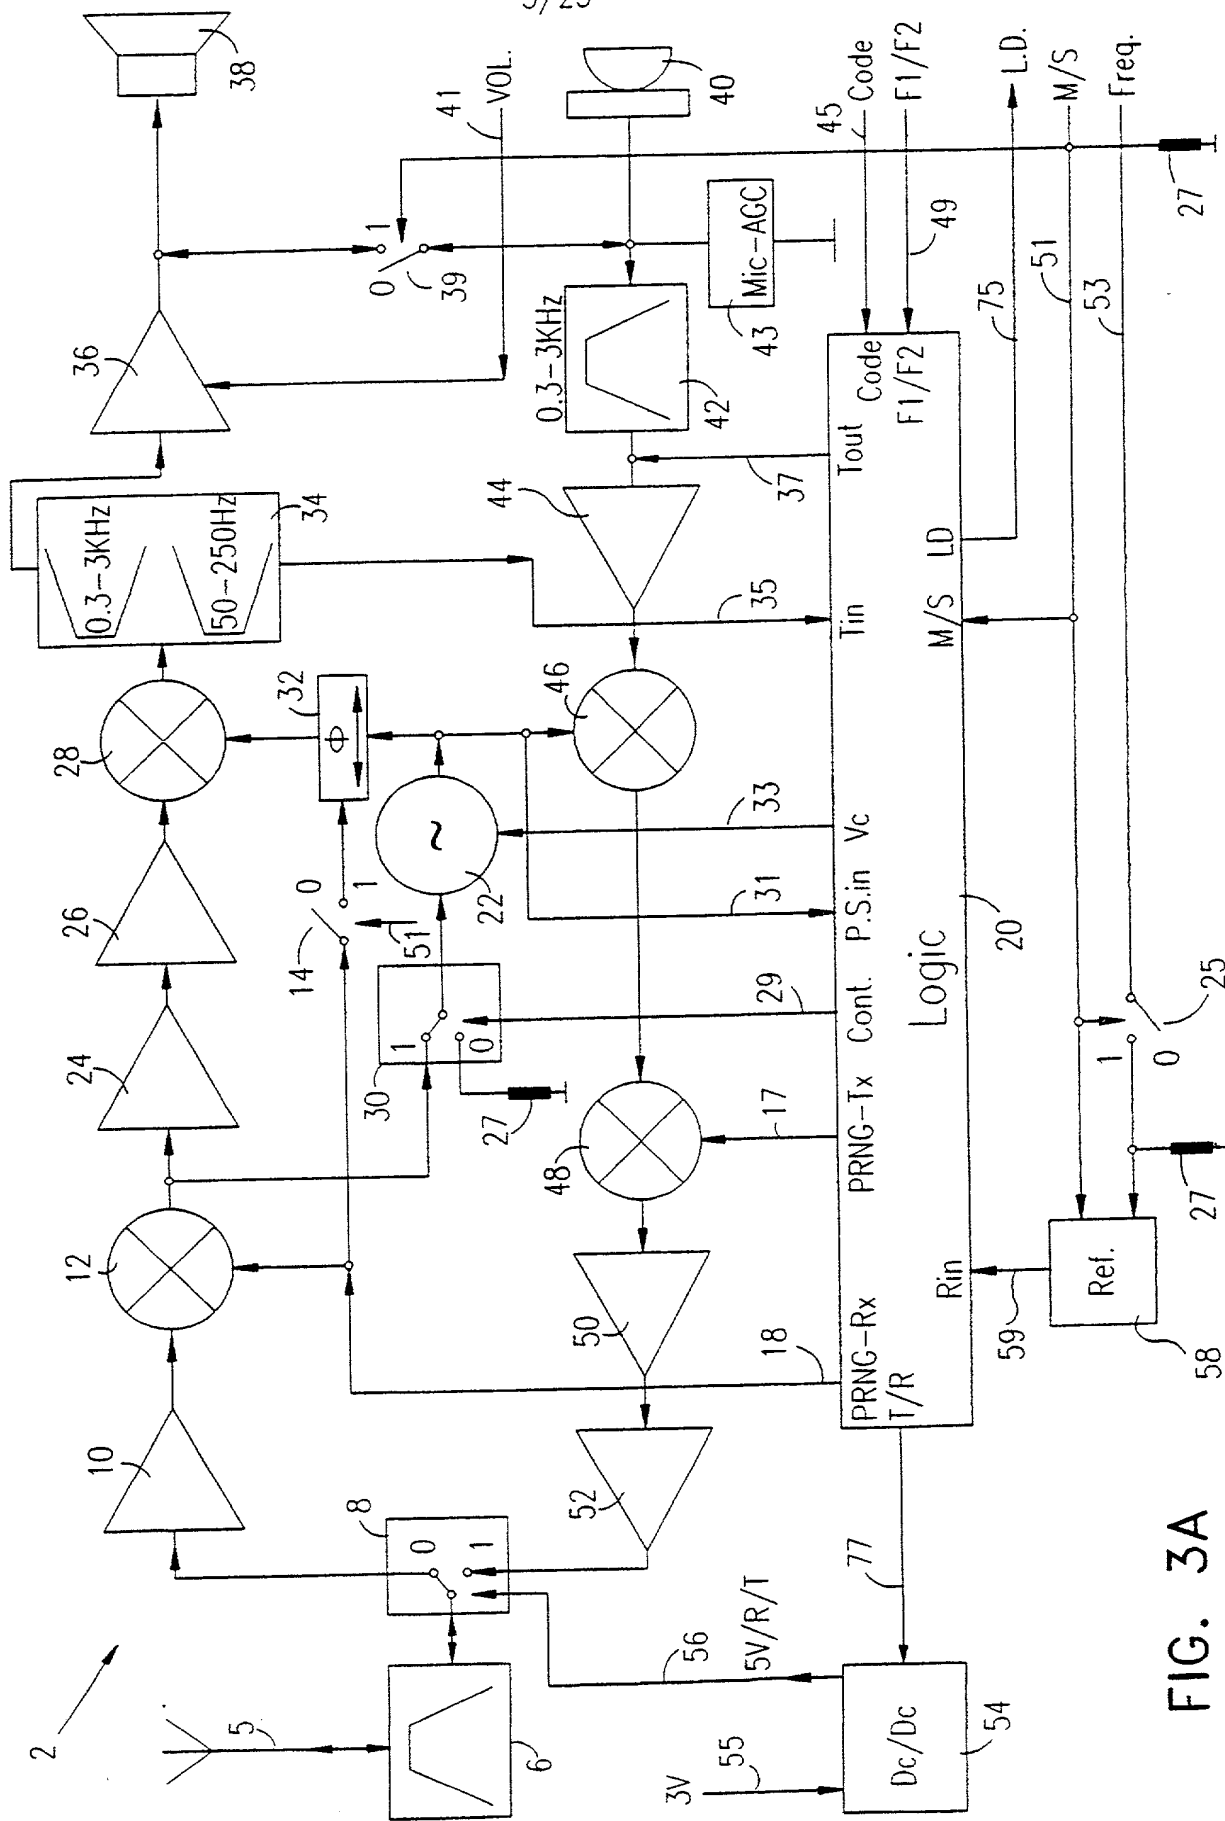 3/23
2
5
6
8
0
1
10
12
24
26
28
0.3-3KHz
50-250Hz
34
36
38
14
0
1
51
32
ϕ
22
~
30
1
0
27
0
1
39
41
VOL.
40
0.3-3KHz
42
43
Mic-AGC
44
46
48
50
52
45
Code
F1/F2
49
37
35
33
31
29
17
18
56
5V/R/T
3V
55
Dc/Dc
54
77
PRNG-Rx
T/R
PRNG-Tx
Cont.
P.S.in
Vc
Tin
Tout
Code
F1/F2
Rin
Logic
20
M/S
LD
75
L.D.
51
M/S
53
Freq.
27
59
Ref.
58
27
1
0
25
FIG. 3A